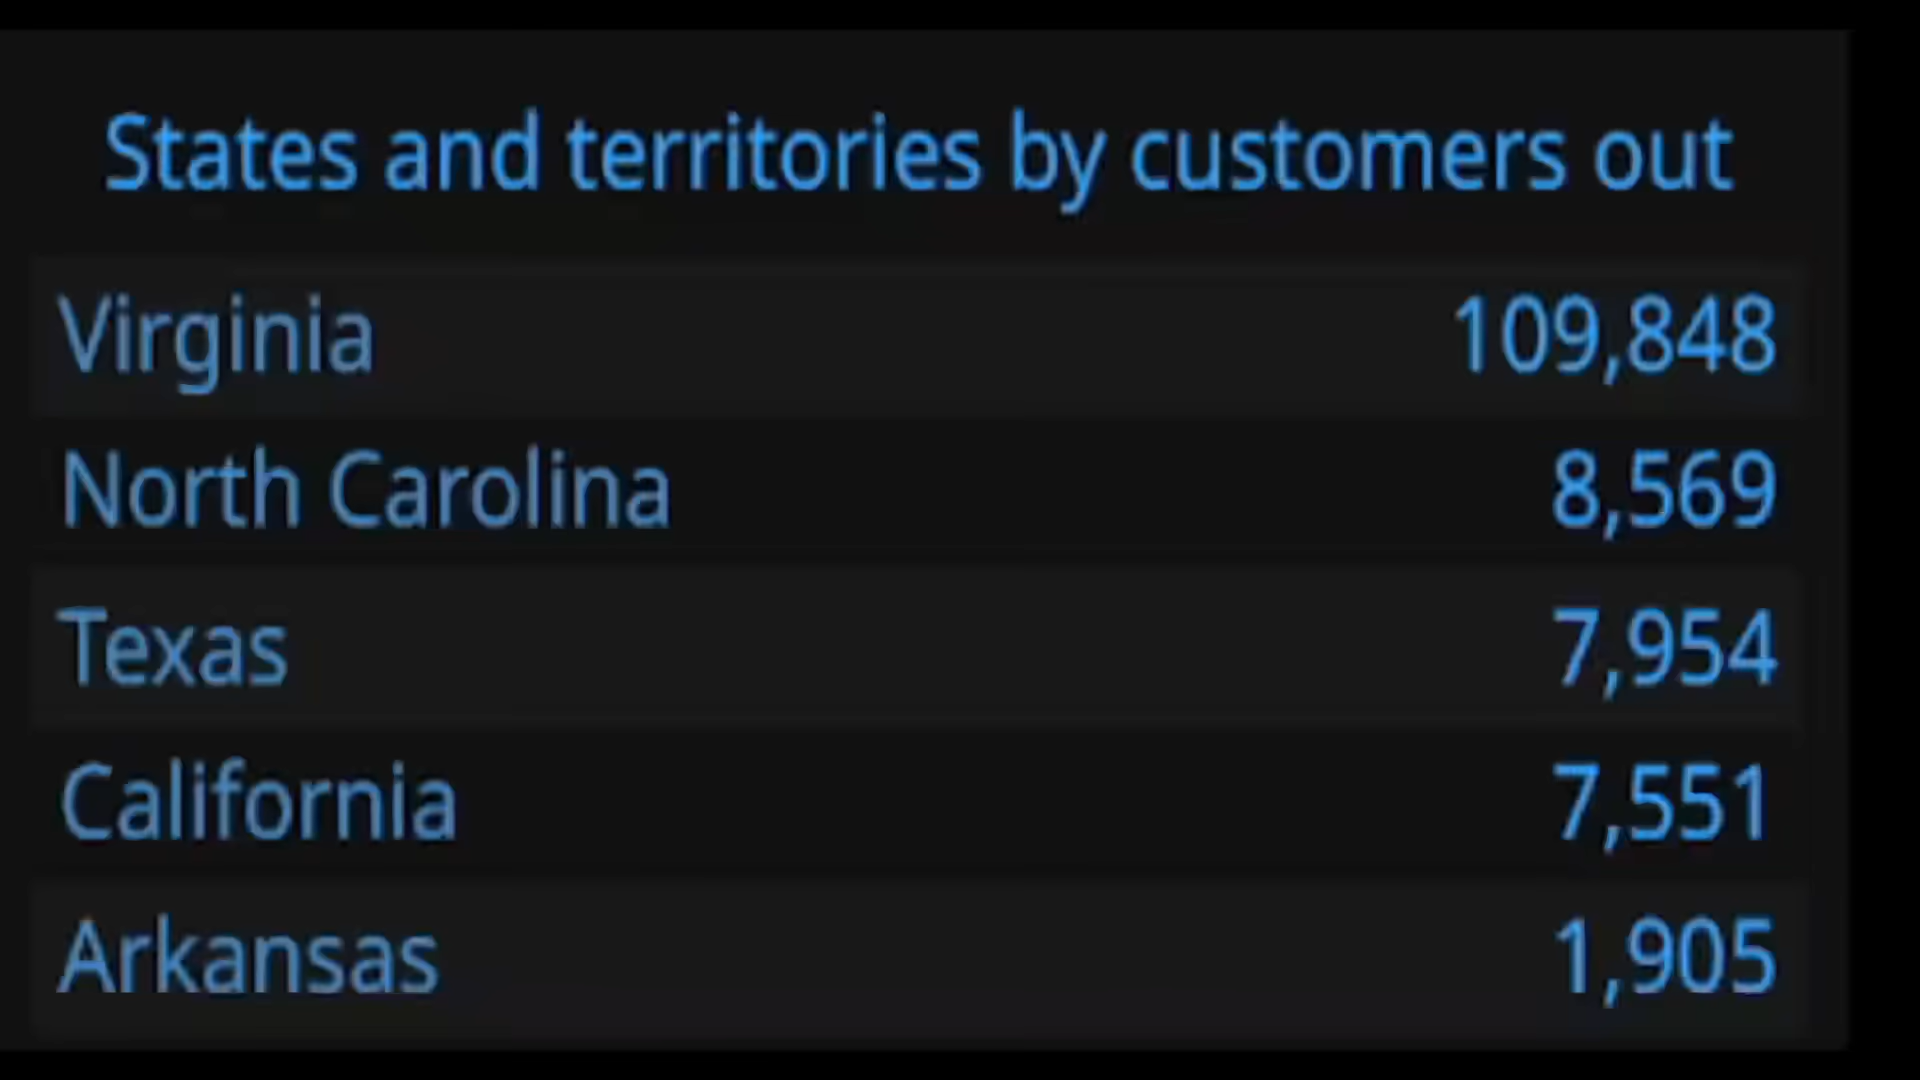 States and territories by customers out
Virginia 109,848
North Carolina 8,569
Texas 7,954
California 7,551
Arkansas 1,905